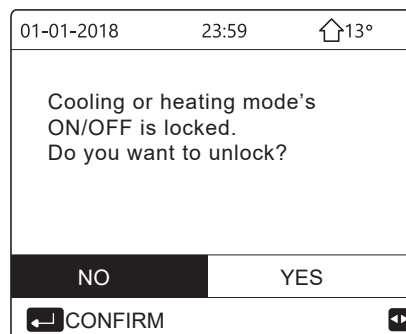 01-01-2018 23:59 13°
Cooling or heating mode's
ON/OFF is locked.
Do you want to unlock?
NO YES
CONFIRM